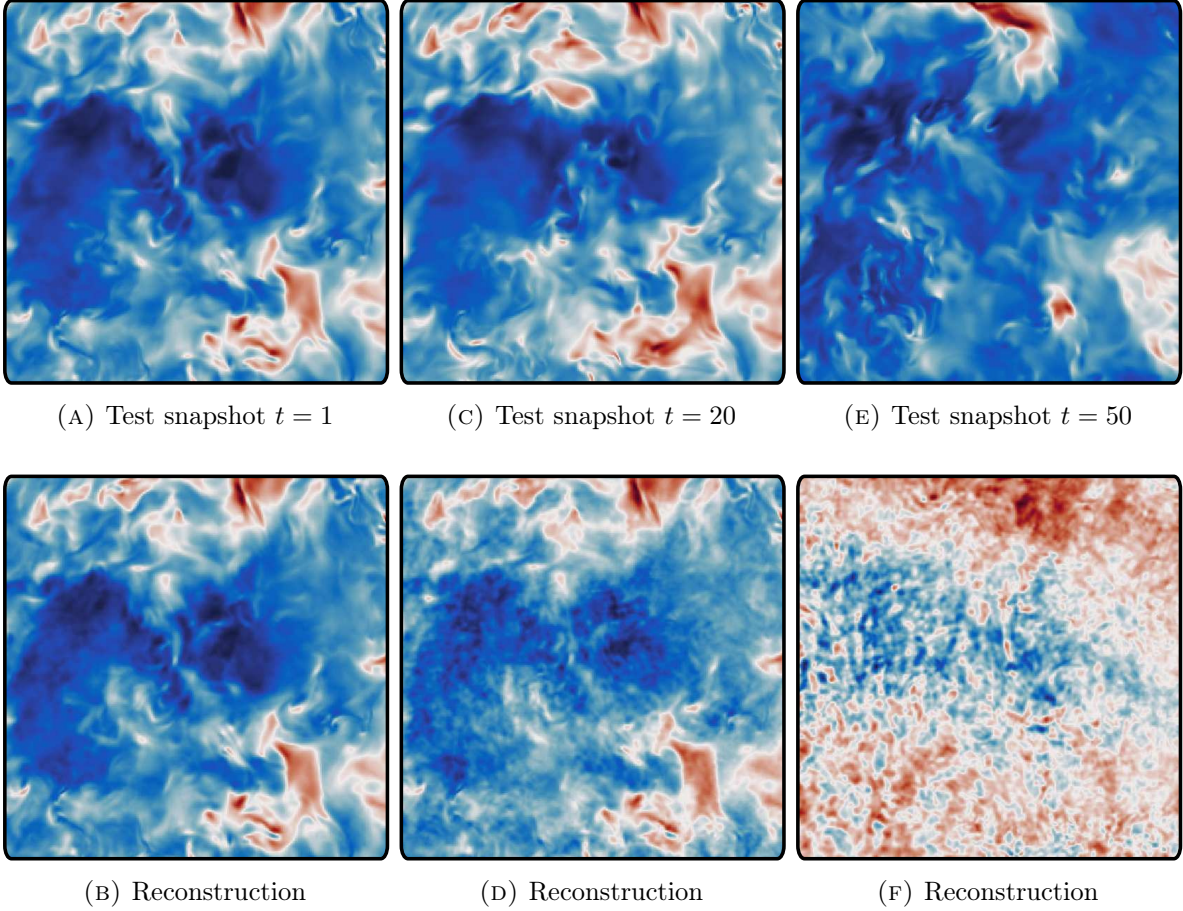 (A) Test snapshot t = 1
(C) Test snapshot t = 20
(E) Test snapshot t = 50
(B) Reconstruction
(D) Reconstruction
(F) Reconstruction